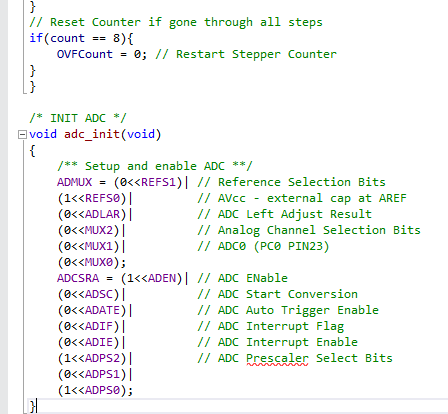 }
// Reset Counter if gone through all steps
if(count == 8){
OVFCount = 0; // Restart Stepper Counter
}
}
/* INIT ADC */
void adc_init(void)
{
/** Setup and enable ADC **/
ADMUX = (0<<REFS1)| // Reference Selection Bits
(1<<REFS0)| // AVcc - external cap at AREF
(0<<ADLAR)| // ADC Left Adjust Result
(0<<MUX2)| // Analog Channel Selection Bits
(0<<MUX1)| // ADC0 (PC0 PIN23)
(0<<MUX0);
ADCSRA = (1<<ADEN)| // ADC ENable
(0<<ADSC)| // ADC Start Conversion
(0<<ADATE)| // ADC Auto Trigger Enable
(0<<ADIF)| // ADC Interrupt Flag
(0<<ADIE)| // ADC Interrupt Enable
(1<<ADPS2)| // ADC Prescaler Select Bits
(0<<ADPS1)|
(1<<ADPS0);
}